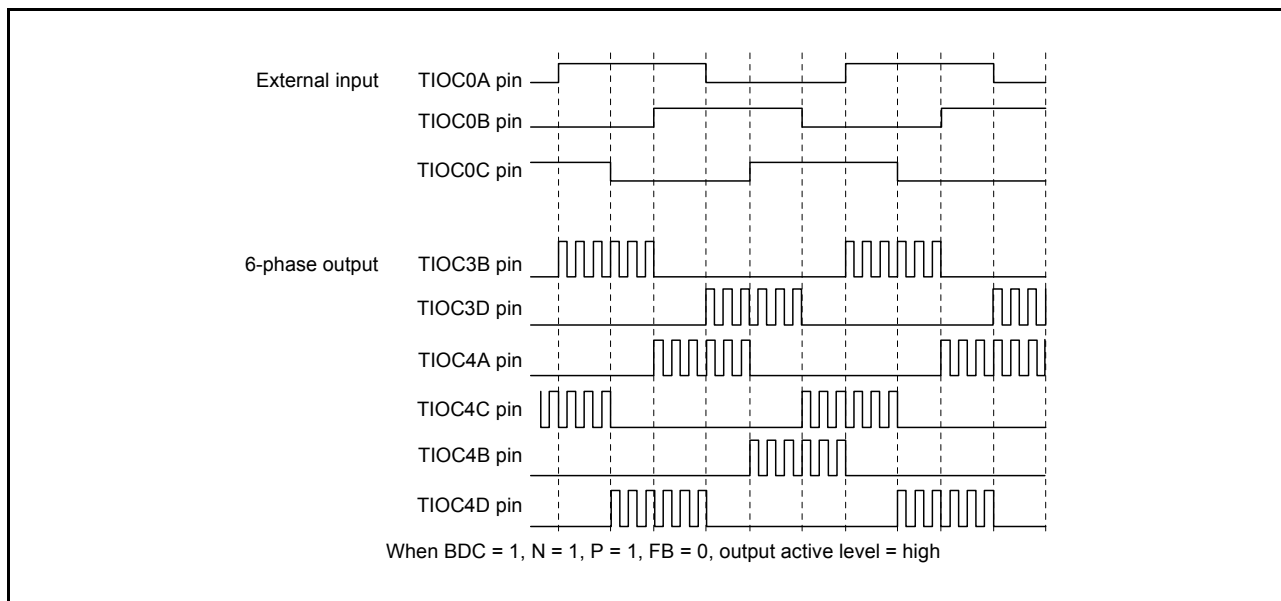 External input TIOC0A pin
TIOC0B pin
TIOC0C pin
6-phase output TIOC3B pin
TIOC3D pin
TIOC4A pin
TIOC4C pin
TIOC4B pin
TIOC4D pin
When BDC = 1, N = 1, P = 1, FB = 0, output active level = high